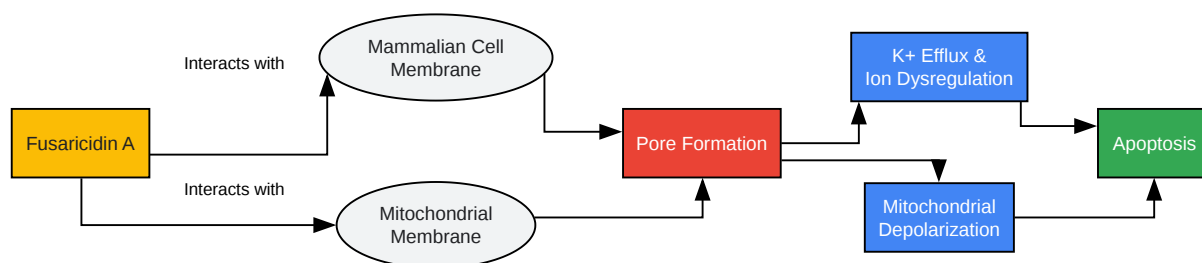 Interacts with
Mammalian Cell
Membrane
K+ Efflux &
Ion Dysregulation
Fusaricidin A
Pore Formation
Apoptosis
Interacts with
Mitochondrial
Membrane
Mitochondrial
Depolarization